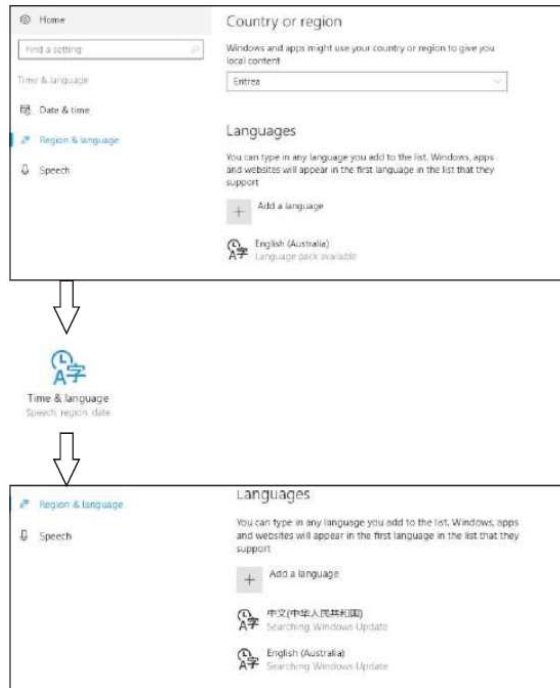 Home
Find a setting
Time & language
Date & time
Region & language
Speech
Country or region
Windows and apps might use your country or region to give you
local content
Eritrea
Languages
You can type in any language you add to the list. Windows, apps
and websites will appear in the first language in the list that they
support
Add a language
English (Australia)
Language pack available
Time & language
Speech, region, date
Region & language
Speech
Languages
You can type in any language you add to the list. Windows, apps
and websites will appear in the first language in the list that they
support
Add a language
中文(中华人民共和国)
Searching Windows Update
English (Australia)
Searching Windows Update